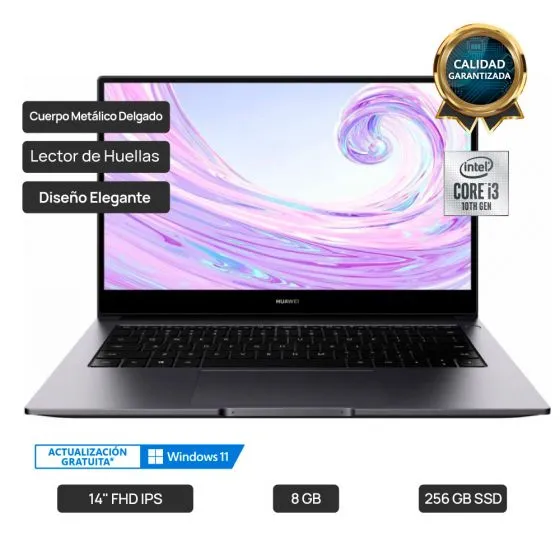 CALIDAD
GARANTIZADA
Cuerpo Metálico Delgado
Lector de Huellas
Diseño Elegante
intel
CORE i3
10TH GEN
HUAWEI
ACTUALIZACIÓN
GRATUITA*
Windows 11
14" FHD IPS
8 GB
256 GB SSD